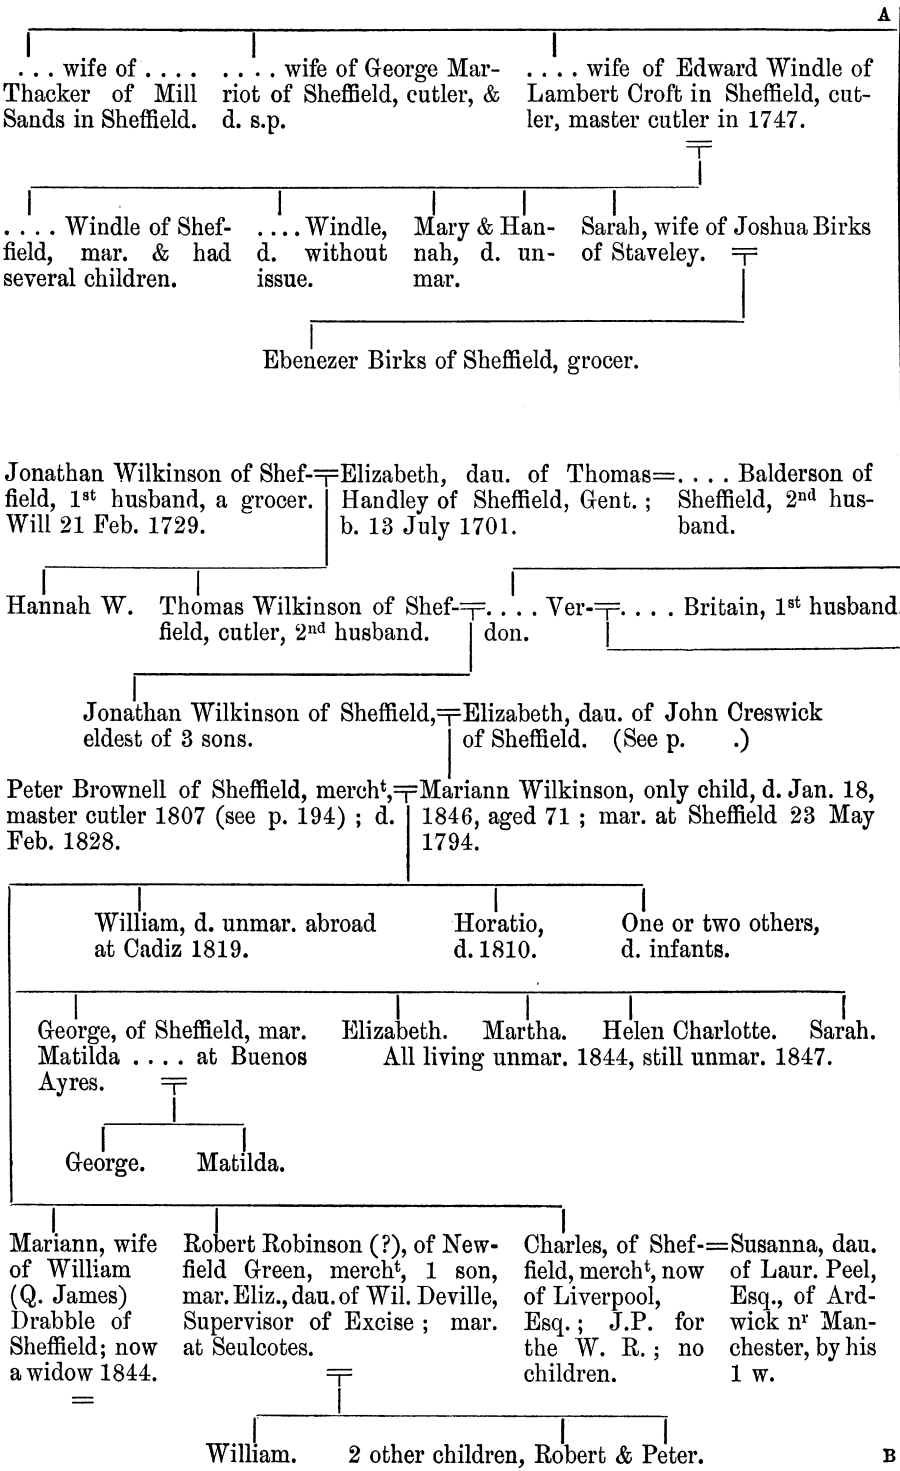 A
. . . wife of . . . .
Thacker of Mill
Sands in Sheffield.
. . . . wife of George Mar-
riot of Sheffield, cutler, &
d. s.p.
. . . . wife of Edward Windle of
Lambert Croft in Sheffield, cut-
ler, master cutler in 1747.
. . . . Windle of Shef-
field, mar. & had
several children.
. . . . Windle,
d. without
issue.
Mary & Han-
nah, d. un-
mar.
Sarah, wife of Joshua Birks
of Staveley.
Ebenezer Birks of Sheffield, grocer.
Jonathan Wilkinson of Shef-
field, 1st husband, a grocer.
Will 21 Feb. 1729.
Elizabeth, dau. of Thomas
Handley of Sheffield, Gent. ;
b. 13 July 1701.
. . . . Balderson of
Sheffield, 2nd hus-
band.
Hannah W.
Thomas Wilkinson of Shef-
field, cutler, 2nd husband.
. . . . Ver-
don.
. . . . Britain, 1st husband.
Jonathan Wilkinson of Sheffield,
eldest of 3 sons.
Elizabeth, dau. of John Creswick
of Sheffield. (See p. .)
Peter Brownell of Sheffield, mercht,
master cutler 1807 (see p. 194) ; d.
Feb. 1828.
Mariann Wilkinson, only child, d. Jan. 18,
1846, aged 71 ; mar. at Sheffield 23 May
1794.
William, d. unmar. abroad
at Cadiz 1819.
Horatio,
d. 1810.
One or two others,
d. infants.
George, of Sheffield, mar.
Matilda . . . . at Buenos
Ayres.
Elizabeth. Martha. Helen Charlotte. Sarah.
All living unmar. 1844, still unmar. 1847.
George. Matilda.
Mariann, wife
of William
(Q. James)
Drabble of
Sheffield; now
a widow 1844.
Robert Robinson (?), of New-
field Green, mercht, 1 son,
mar. Eliz., dau. of Wil. Deville,
Supervisor of Excise ; mar.
at Seulcotes.
Charles, of Shef-
field, mercht, now
of Liverpool,
Esq. ; J.P. for
the W. R. ; no
children.
Susanna, dau.
of Laur. Peel,
Esq., of Ard-
wick nr Man-
chester, by his
1 w.
William. 2 other children, Robert & Peter.
B